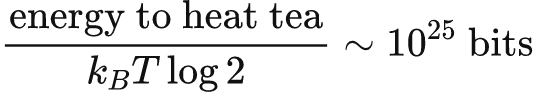 energy to heat tea
k_B T log 2
∼ 10^25 bits